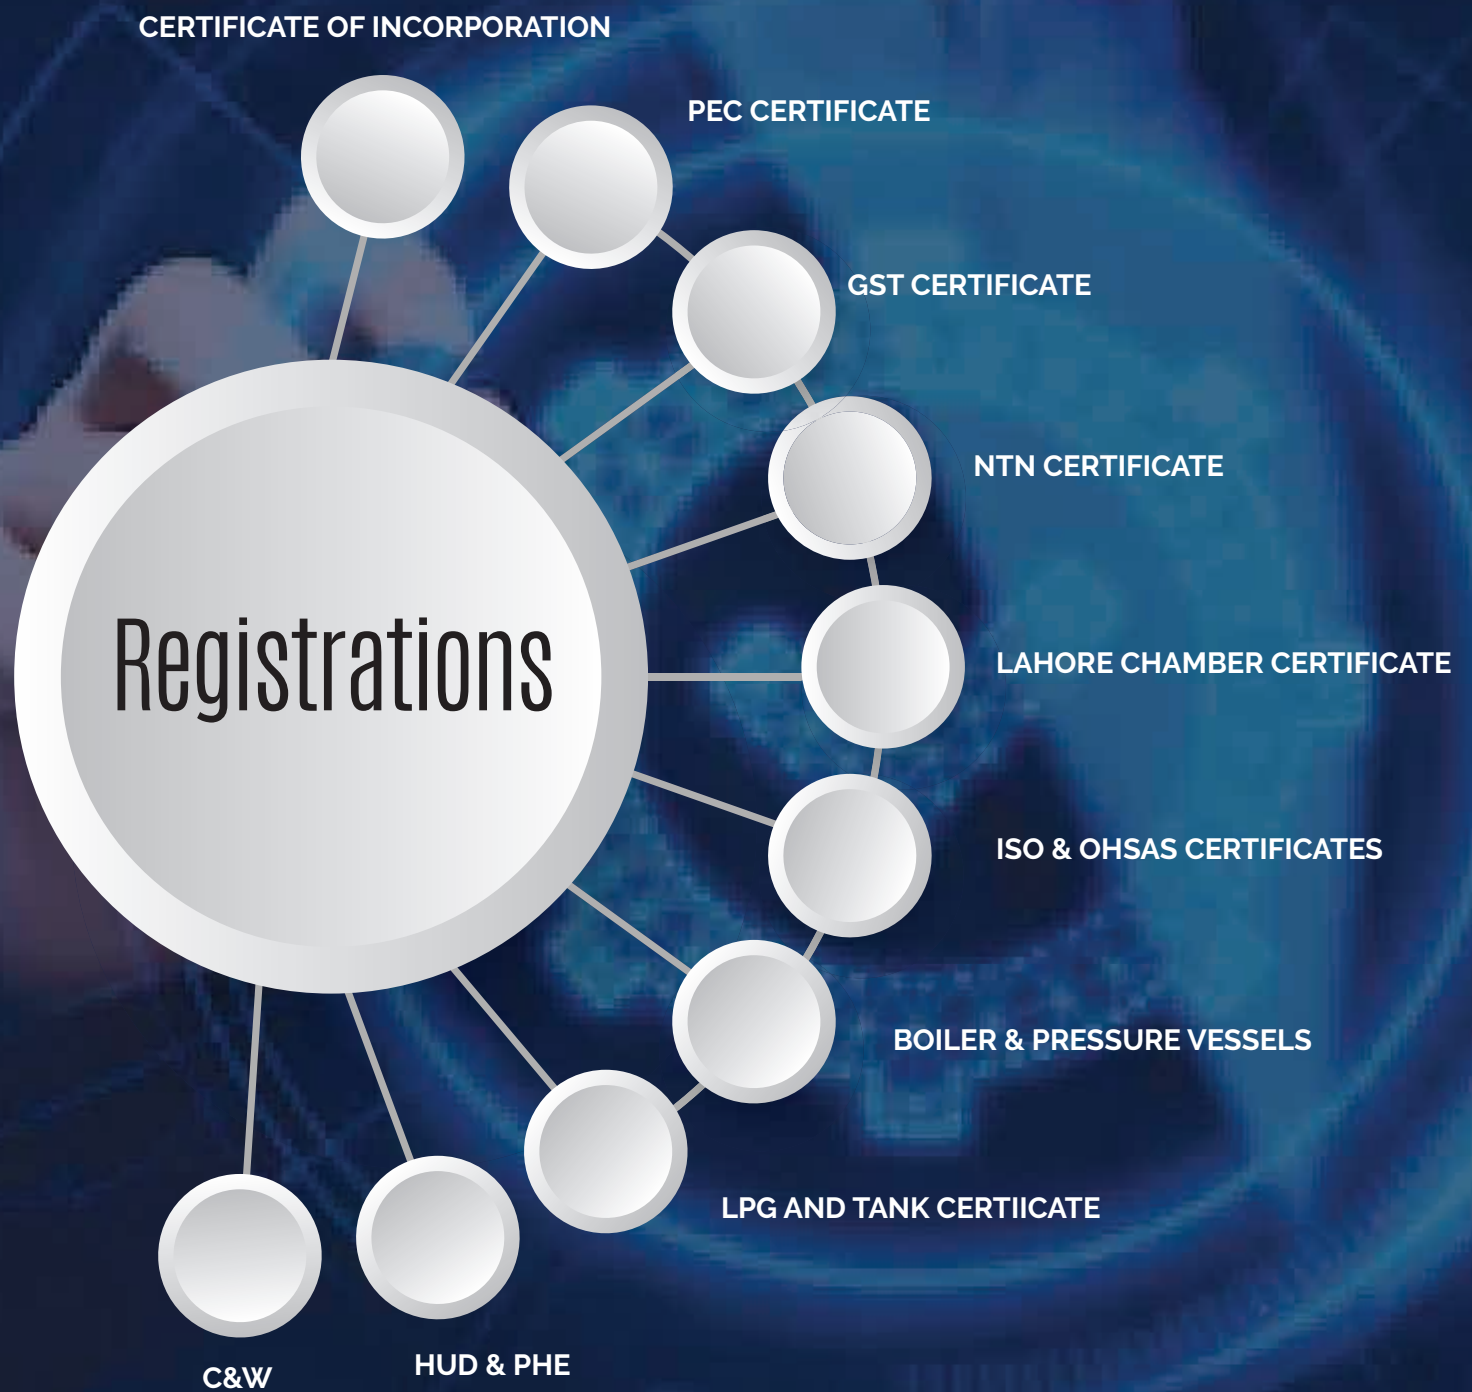 CERTIFICATE OF INCORPORATION
PEC CERTIFICATE
GST CERTIFICATE
NTN CERTIFICATE
Registrations
LAHORE CHAMBER CERTIFICATE
ISO & OHSAS CERTIFICATES
BOILER & PRESSURE VESSELS
LPG AND TANK CERTIICATE
HUD & PHE
C&W